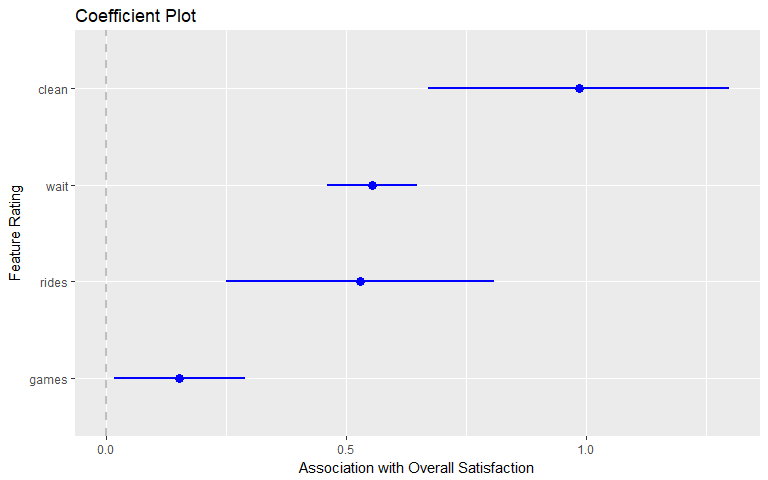 Coefficient Plot
clean
wait
rides
games
Feature Rating
0.0 0.5 1.0
Association with Overall Satisfaction